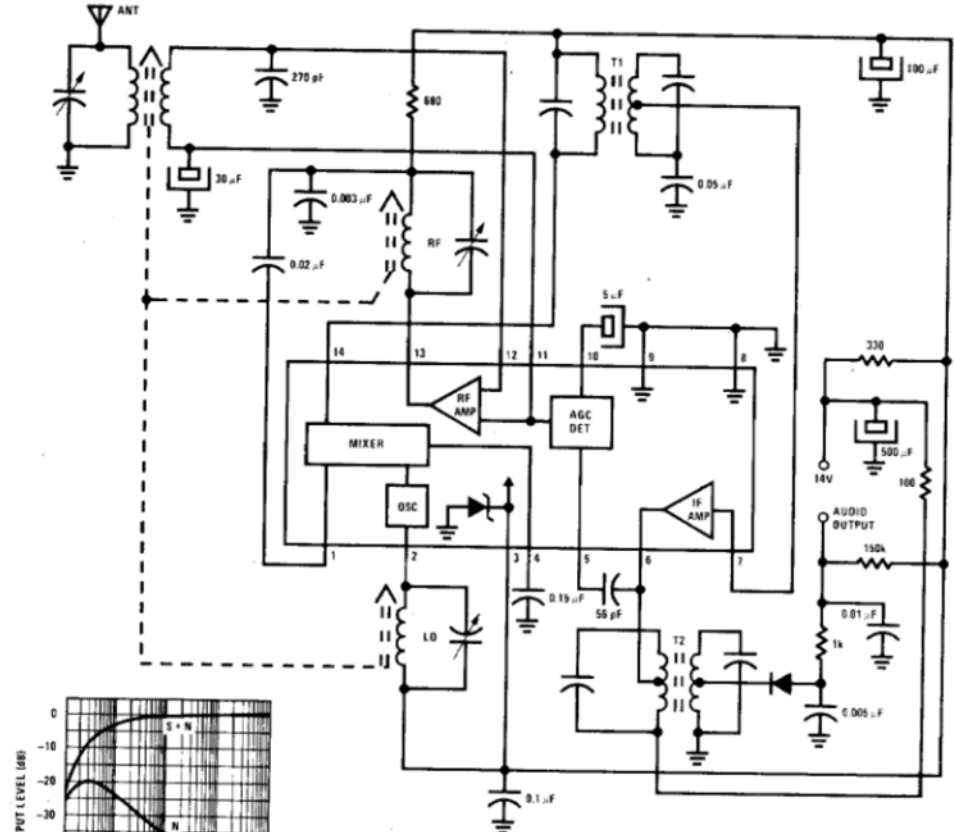 ANT
270 pF
680
T1
100 µF
30 µF
0.003 µF
RF
0.05 µF
0.02 µF
5 µF
14
13
12
11
10
9
8
330
RF
AMP
AGC
DET
MIXER
500 µF
14V
100
OSC
IF
AMP
AUDIO
OUTPUT
150k
1
2
3
4
5
6
7
0.15 µF
56 pF
0.01 µF
1k
LO
T2
0.005 µF
0.1 µF
0
-10
-20
-30
S + N
N
PUT LEVEL (dB)